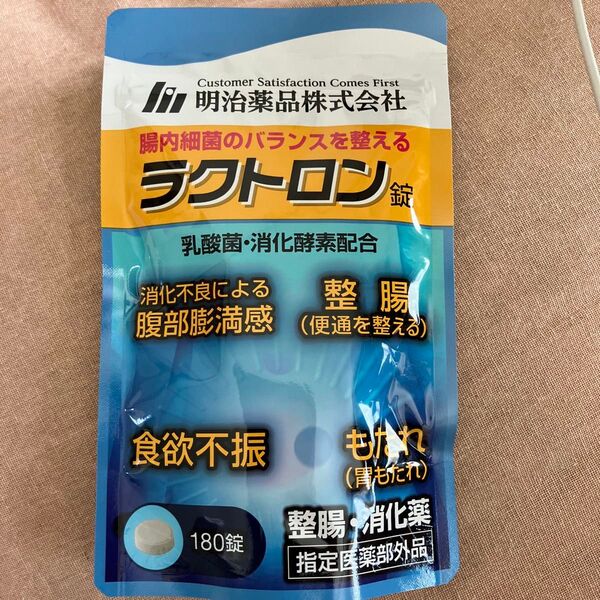 Customer Satisfaction Comes First
明治薬品株式会社
腸内細菌のバランスを整える
ラクトロン錠
乳酸菌・消化酵素配合
消化不良による
腹部膨満感
整腸
(便通を整える)
食欲不振
もたれ
(胃もたれ)
180錠
整腸・消化薬
指定医薬部外品